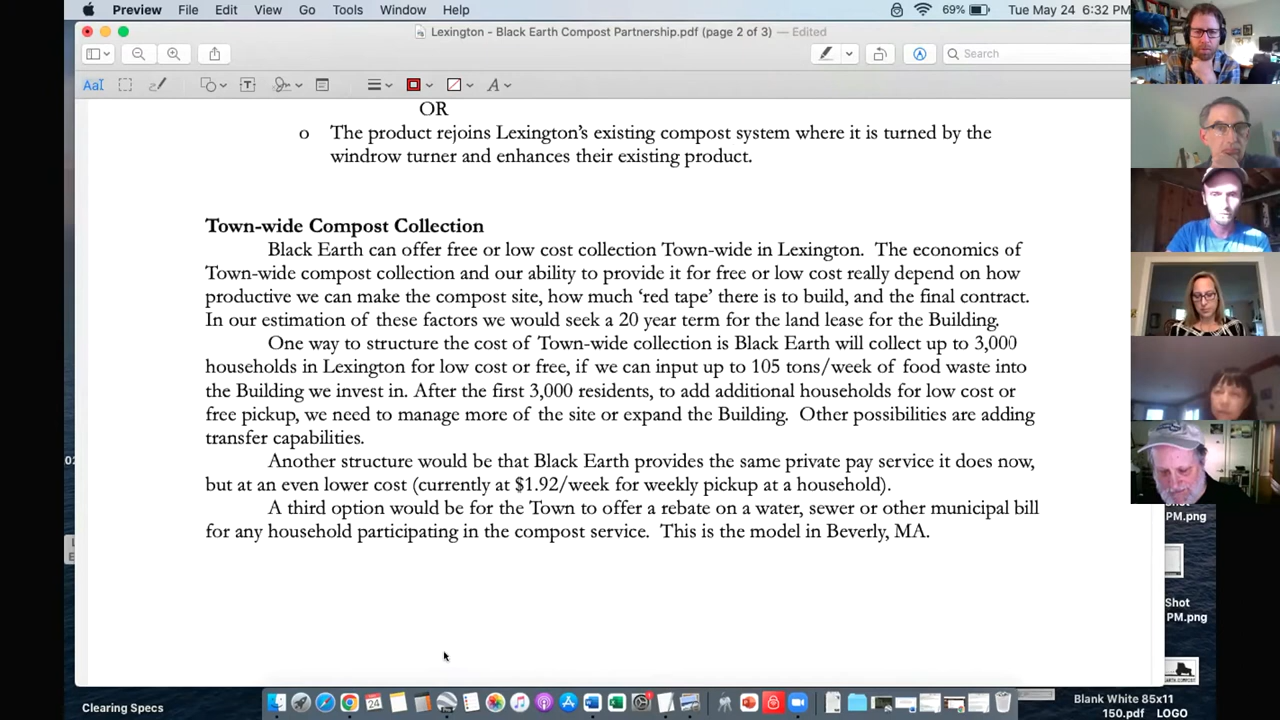 Preview File Edit View Go Tools Window Help 69% Tue May 24 6:32 PM
Lexington - Black Earth Compost Partnership.pdf (page 2 of 3) — Edited
Search
AaI
A
OR
o The product rejoins Lexington's existing compost system where it is turned by the
windrow turner and enhances their existing product.
Town-wide Compost Collection
Black Earth can offer free or low cost collection Town-wide in Lexington. The economics of
Town-wide compost collection and our ability to provide it for free or low cost really depend on how
productive we can make the compost site, how much 'red tape' there is to build, and the final contract.
In our estimation of these factors we would seek a 20 year term for the land lease for the Building.
One way to structure the cost of Town-wide collection is Black Earth will collect up to 3,000
households in Lexington for low cost or free, if we can input up to 105 tons/week of food waste into
the Building we invest in. After the first 3,000 residents, to add additional households for low cost or
free pickup, we need to manage more of the site or expand the Building. Other possibilities are adding
transfer capabilities.
Another structure would be that Black Earth provides the same private pay service it does now,
but at an even lower cost (currently at $1.92/week for weekly pickup at a household).
A third option would be for the Town to offer a rebate on a water, sewer or other municipal bill
for any household participating in the compost service. This is the model in Beverly, MA.
Shot
PM.png
Shot
PM.png
Clearing Specs
24
Blank White 85x11
150.pdf LOGO